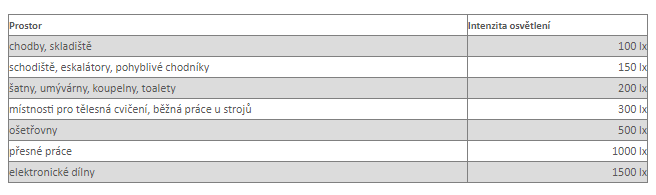 Prostor Intenzita osvětlení
chodby, skladiště 100 lx
schodiště, eskalátory, pohyblivé chodníky 150 lx
šatny, umývárny, koupelny, toalety 200 lx
místnosti pro tělesná cvičení, běžná práce u strojů 300 lx
ošetřovny 500 lx
přesné práce 1000 lx
elektronické dílny 1500 lx